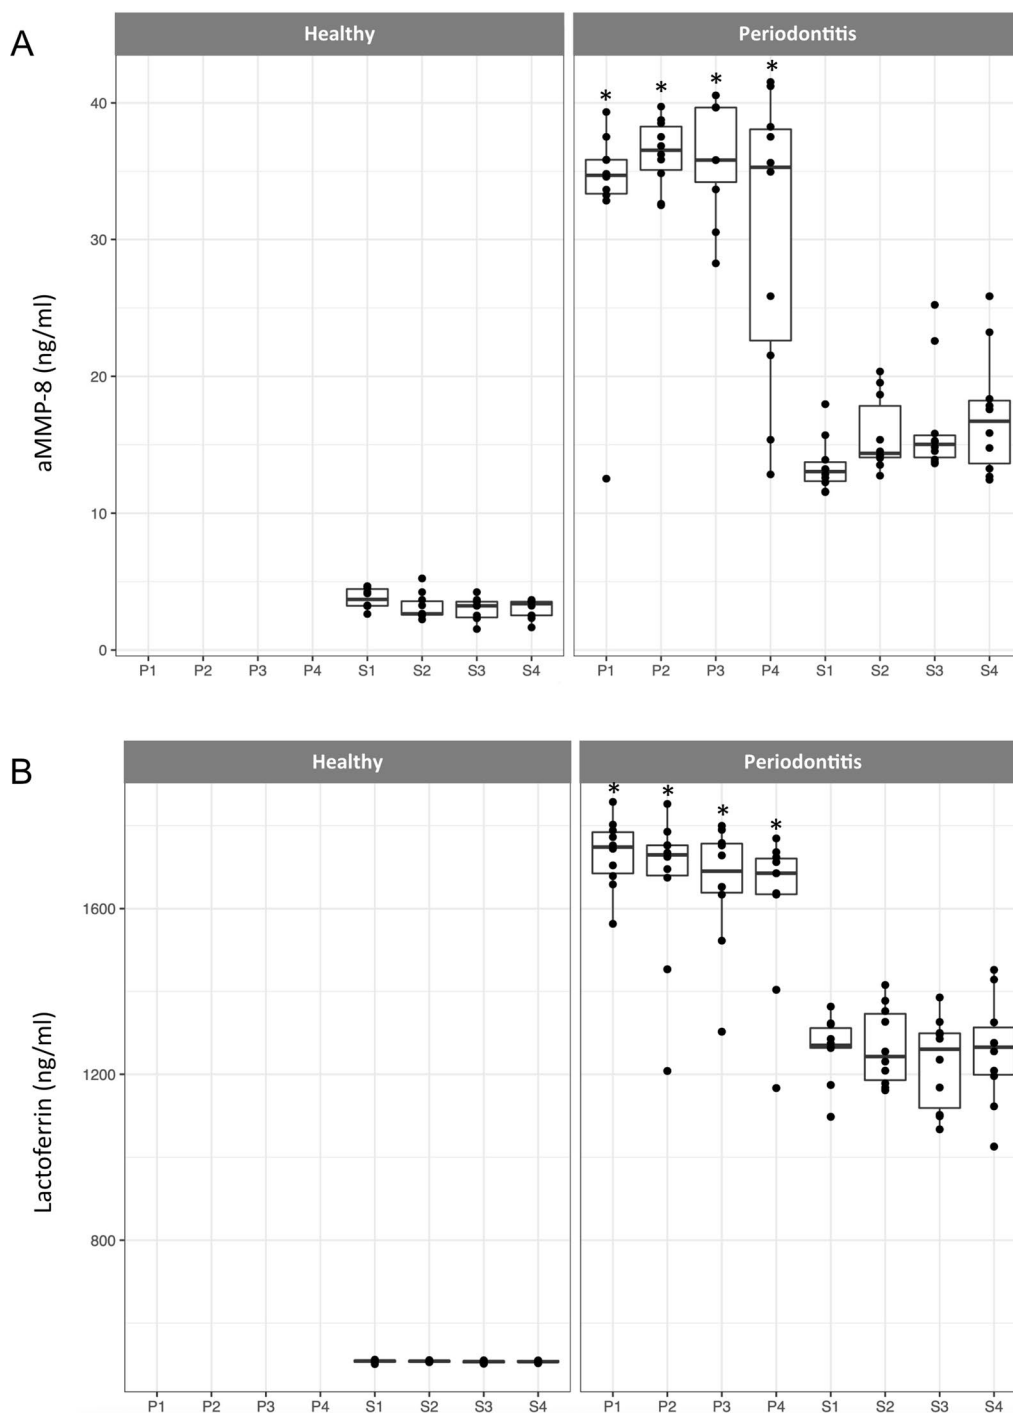 A
Healthy
Periodontitis
* * * *
40
30
20
10
0
aMMP-8 (ng/ml)
P1 P2 P3 P4 S1 S2 S3 S4
P1 P2 P3 P4 S1 S2 S3 S4
B
Healthy
Periodontitis
* * * *
1600
1200
800
Lactoferrin (ng/ml)
P1 P2 P3 P4 S1 S2 S3 S4
P1 P2 P3 P4 S1 S2 S3 S4